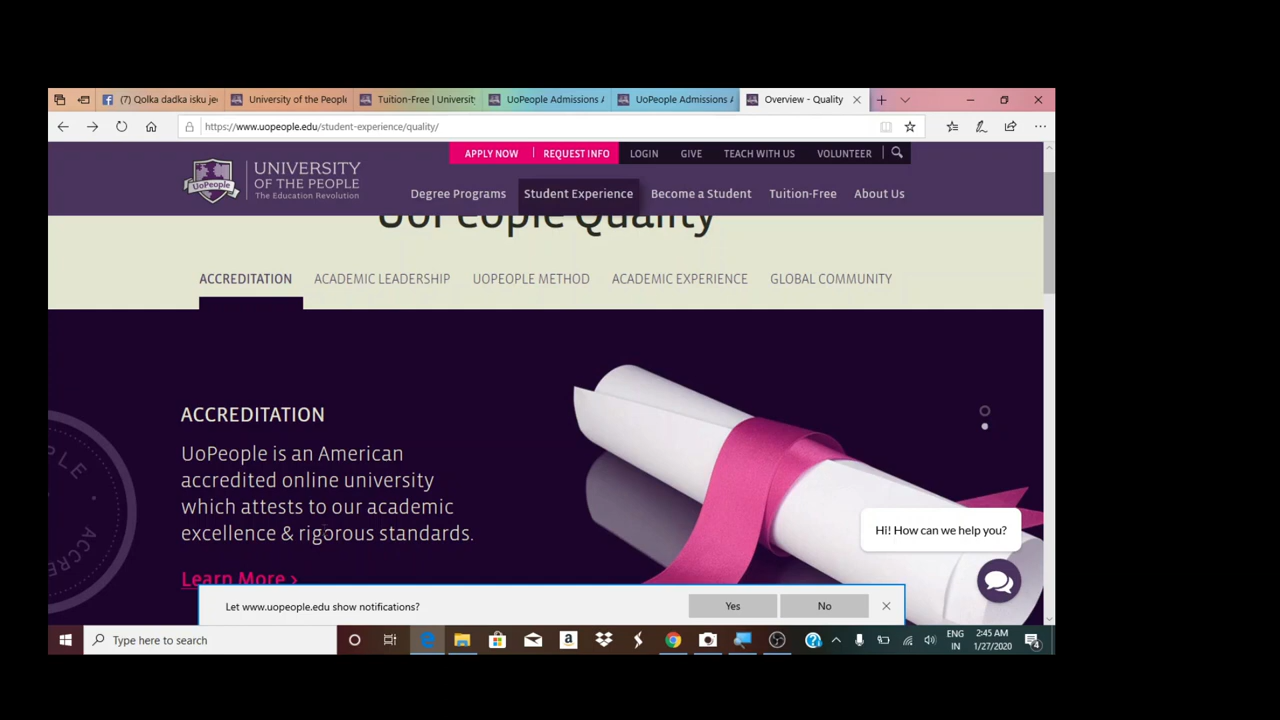 (7) Qolka dadka isku je
University of the People
Tuition-Free | University
UoPeople Admissions A
UoPeople Admissions A
Overview - Quality
https://www.uopeople.edu/student-experience/quality/
APPLY NOW
REQUEST INFO
LOGIN
GIVE
TEACH WITH US
VOLUNTEER
UoPeople
UNIVERSITY
OF THE PEOPLE
The Education Revolution
Degree Programs
Student Experience
Become a Student
Tuition-Free
About Us
UoPeople Quality
ACCREDITATION
ACADEMIC LEADERSHIP
UOPEOPLE METHOD
ACADEMIC EXPERIENCE
GLOBAL COMMUNITY
ACCREDITATION
UoPeople is an American
accredited online university
which attests to our academic
excellence & rigorous standards.
Learn More >
Hi! How can we help you?
Let www.uopeople.edu show notifications?
Yes
No
Type here to search
ENG
IN
2:45 AM
1/27/2020
4